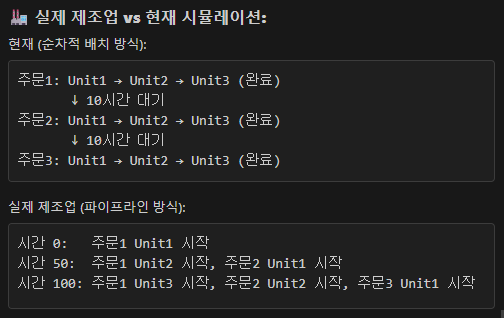 🏭 실제 제조업 vs 현재 시뮬레이션:
현재 (순차적 배치 방식):
주문1: Unit1 → Unit2 → Unit3 (완료)
↓ 10시간 대기
주문2: Unit1 → Unit2 → Unit3 (완료)
↓ 10시간 대기
주문3: Unit1 → Unit2 → Unit3 (완료)
실제 제조업 (파이프라인 방식):
시간 0: 주문1 Unit1 시작
시간 50: 주문1 Unit2 시작, 주문2 Unit1 시작
시간 100: 주문1 Unit3 시작, 주문2 Unit2 시작, 주문3 Unit1 시작